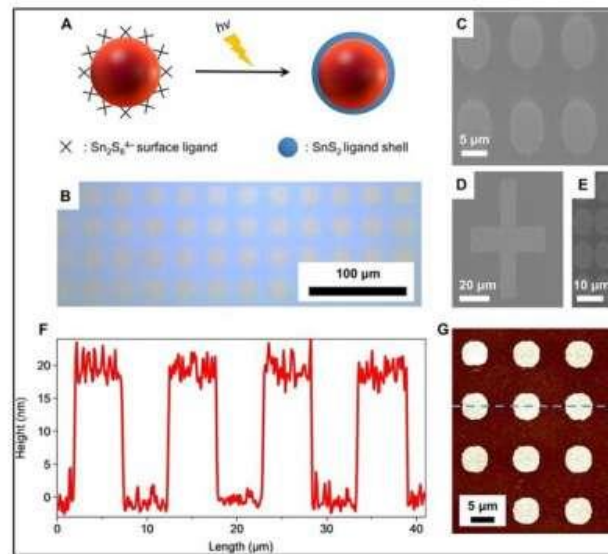 A
hν
: Sn₂S₆⁴⁻ surface ligand
: SnS₂ ligand shell
B
100 µm
C
5 µm
D
20 µm
E
10 µm
F
Height (nm)
20
15
10
5
0
0
10
20
30
40
Length (µm)
G
5 µm